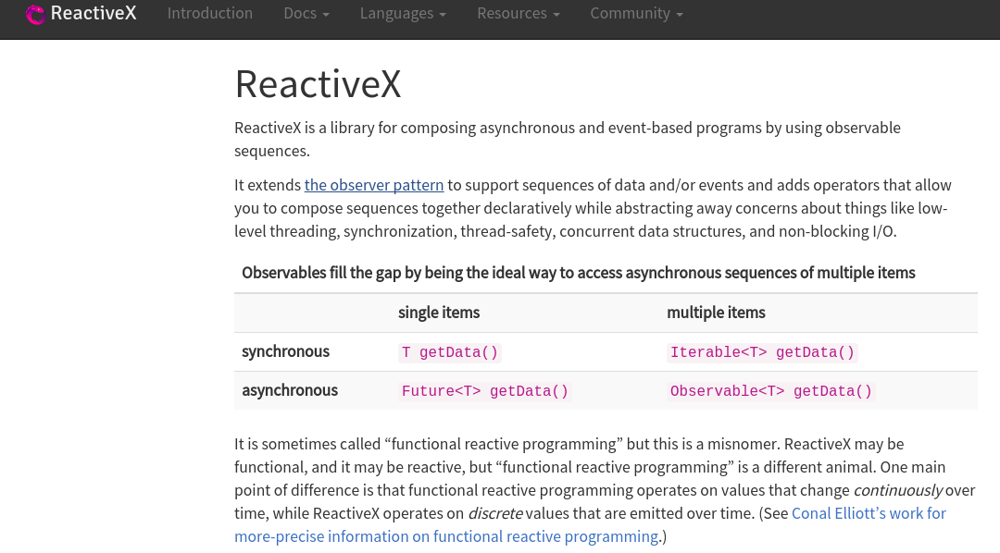 ReactiveX Introduction Docs Languages Resources Community
ReactiveX
ReactiveX is a library for composing asynchronous and event-based programs by using observable
sequences.
It extends the observer pattern to support sequences of data and/or events and adds operators that allow
you to compose sequences together declaratively while abstracting away concerns about things like low-
level threading, synchronization, thread-safety, concurrent data structures, and non-blocking I/O.
Observables fill the gap by being the ideal way to access asynchronous sequences of multiple items
single items multiple items
synchronous T getData() Iterable<T> getData()
asynchronous Future<T> getData() Observable<T> getData()
It is sometimes called “functional reactive programming” but this is a misnomer. ReactiveX may be
functional, and it may be reactive, but “functional reactive programming” is a different animal. One main
point of difference is that functional reactive programming operates on values that change continuously over
time, while ReactiveX operates on discrete values that are emitted over time. (See Conal Elliott’s work for
more-precise information on functional reactive programming.)